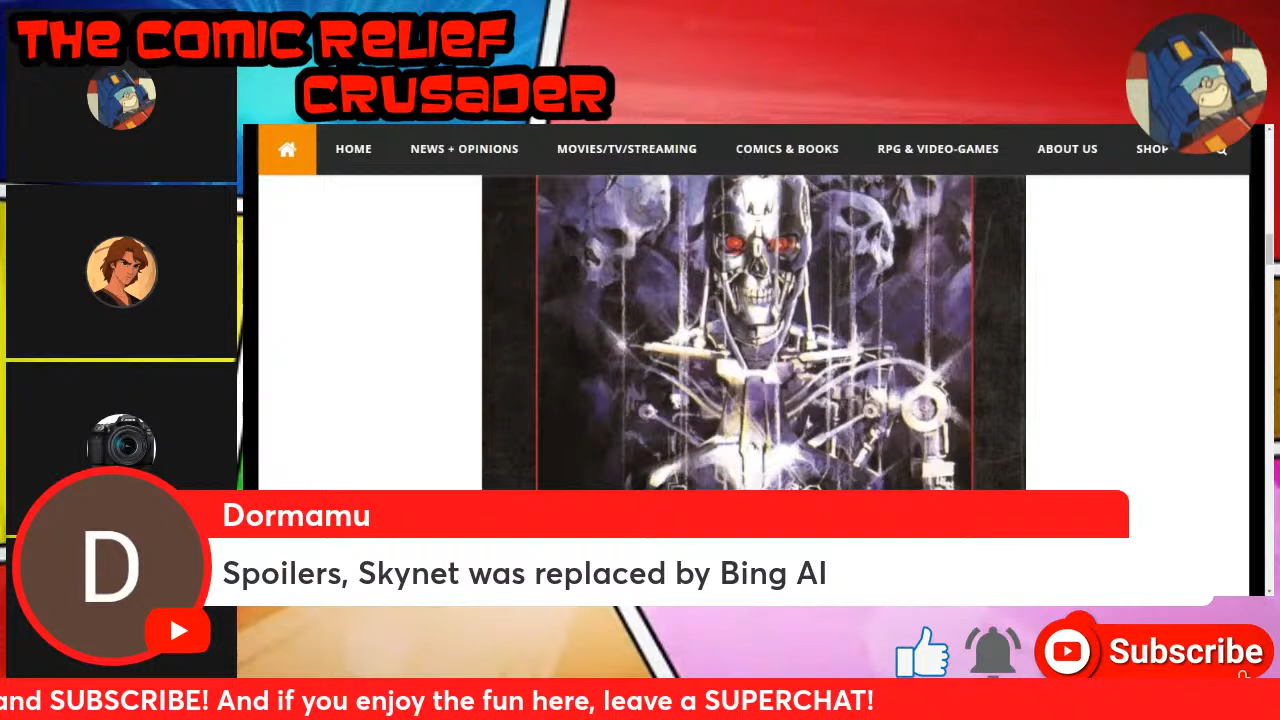 THE COMIC RELIEF
CRUSADER
HOME NEWS + OPINIONS MOVIES/TV/STREAMING COMICS & BOOKS RPG & VIDEO-GAMES ABOUT US SHOP
D
Dormamu
Spoilers, Skynet was replaced by Bing AI
Subscribe
and SUBSCRIBE! And if you enjoy the fun here, leave a SUPERCHAT!